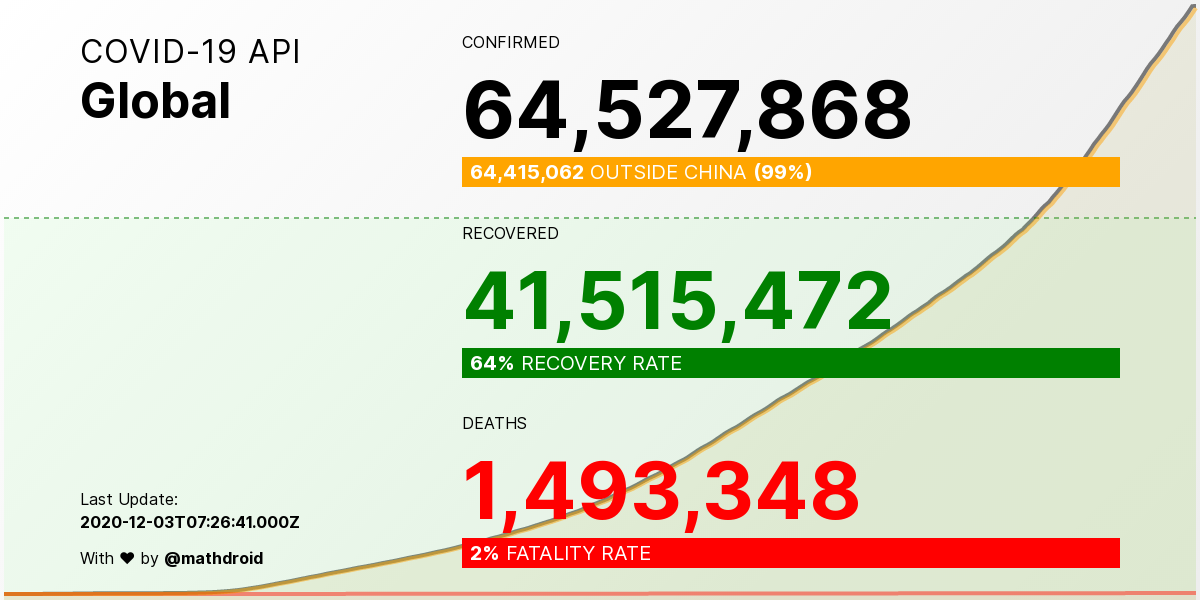 COVID-19 API
Global
CONFIRMED
64,527,868
64,415,062 OUTSIDE CHINA (99%)
RECOVERED
41,515,472
64% RECOVERY RATE
DEATHS
1,493,348
2% FATALITY RATE
Last Update:
2020-12-03T07:26:41.000Z
With ♥ by @mathdroid